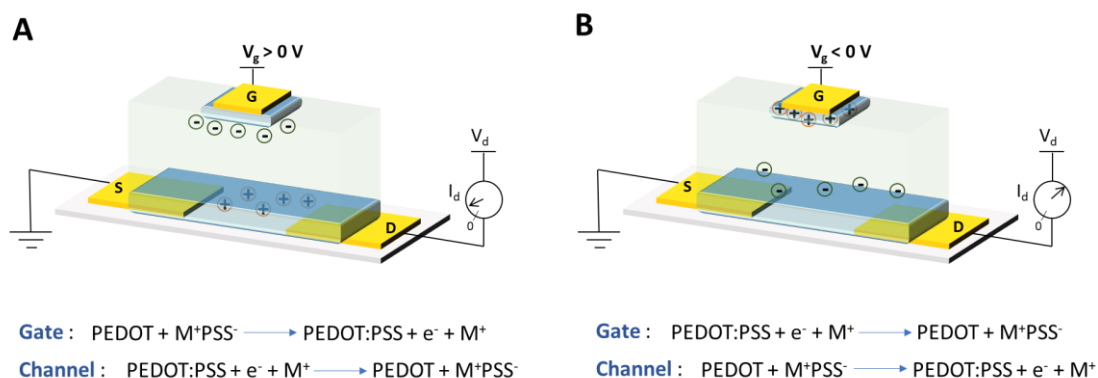 A
B
V_g > 0 V
V_g < 0 V
G
G
V_d
V_d
S
I_d
S
I_d
0
0
D
D
Gate : PEDOT + M⁺PSS⁻ ⟶ PEDOT:PSS + e⁻ + M⁺
Channel : PEDOT:PSS + e⁻ + M⁺ ⟶ PEDOT + M⁺PSS⁻
Gate : PEDOT:PSS + e⁻ + M⁺ ⟶ PEDOT + M⁺PSS⁻
Channel : PEDOT + M⁺PSS⁻ ⟶ PEDOT:PSS + e⁻ + M⁺